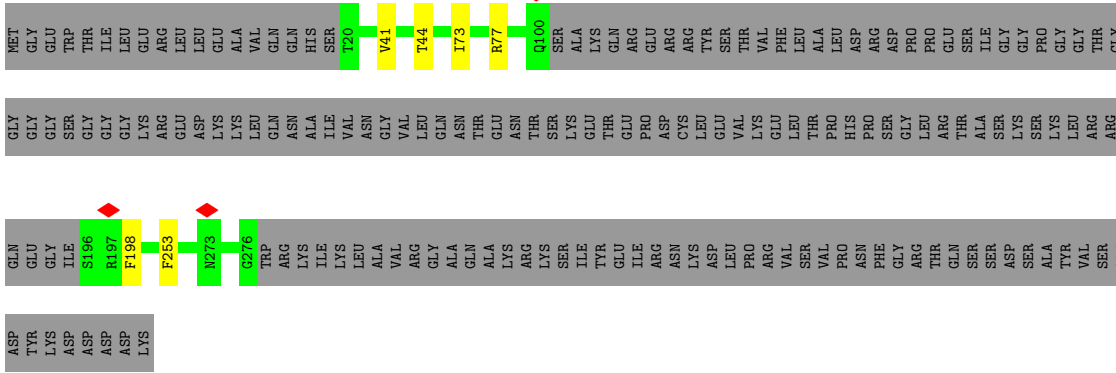 MET GLY GLU TRP THR ILE LEU GLU ARG LEU LEU GLU ALA VAL GLN GLN HIS SER T20 V41 T44 I73 R77 Q100 SER ALA LYS GLN ARG GLU ARG ARG TYR SER THR VAL PHE LEU ALA LEU ASP ARG ASP PRO PRO GLU SER ILE GLY GLY PRO GLY GLY THR GLY
GLY GLY GLY SER GLY GLY GLY LYS ARG GLU ASP LYS LYS LEU GLN ASN ALA ILE VAL ASN GLY VAL LEU GLN ASN THR GLU ASN THR SER LYS GLU THR GLU PRO ASP CYS LEU GLU VAL LYS GLU LEU THR PRO HIS PRO SER GLY LEU ARG THR ALA SER LYS SER LYS LEU ARG ARG
GLN GLU GLY ILE S196 R197 F198 F253 N273 G276 TRP ARG LYS ILE LYS LEU ALA VAL ARG GLY ALA GLN ALA LYS ARG LYS SER ILE TYR GLU ILE ARG ASN LYS ASP LEU PRO ARG VAL SER VAL PRO ASN PHE GLY ARG THR GLN SER SER ASP SER ALA TYR VAL SER
ASP TYR LYS ASP ASP ASP ASP LYS